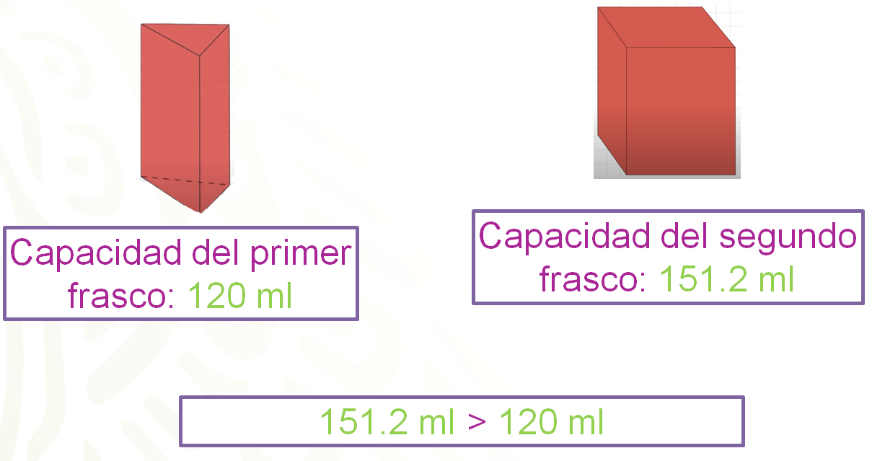 Capacidad del primer
frasco: 120 ml
Capacidad del segundo
frasco: 151.2 ml
151.2 ml > 120 ml